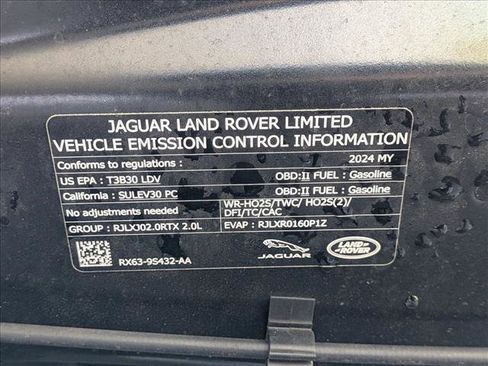 JAGUAR LAND ROVER LIMITED
VEHICLE EMISSION CONTROL INFORMATION
Conforms to regulations : 2024 MY
US EPA : T3B30 LDV OBD:II FUEL : Gasoline
California : SULEV30 PC OBD:II FUEL : Gasoline
No adjustments needed WR-HO2S/TWC/ HO2S(2)/
DFI/TC/CAC
GROUP : RJLXJ02.0RTX 2.0L EVAP : RJLXR0160P1Z
RX63-9S432-AA JAGUAR LAND-ROVER